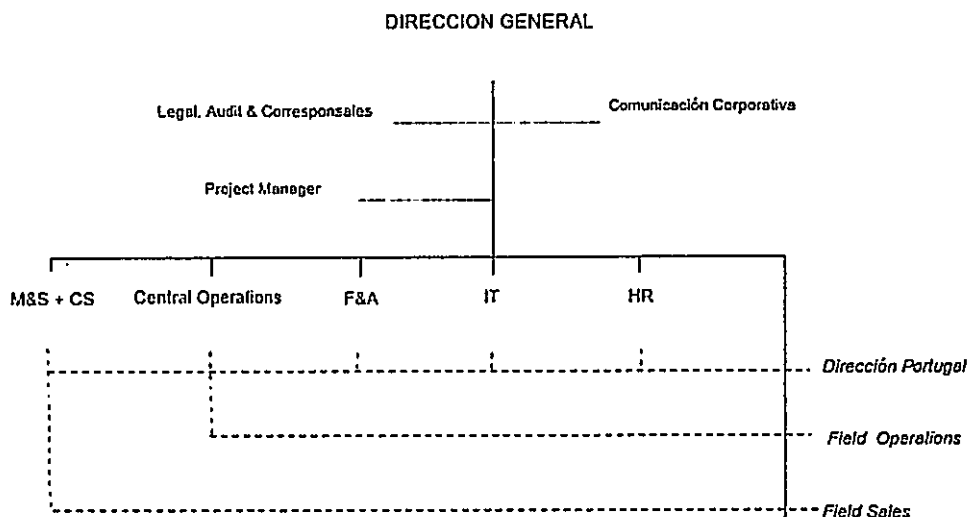 DIRECCION GENERAL
Legal, Audit & Corresponsales
Comunicación Corporativa
Project Manager
M&S + CS
Central Operations
F&A
IT
HR
Dirección Portugal
Field Operations
Field Sales